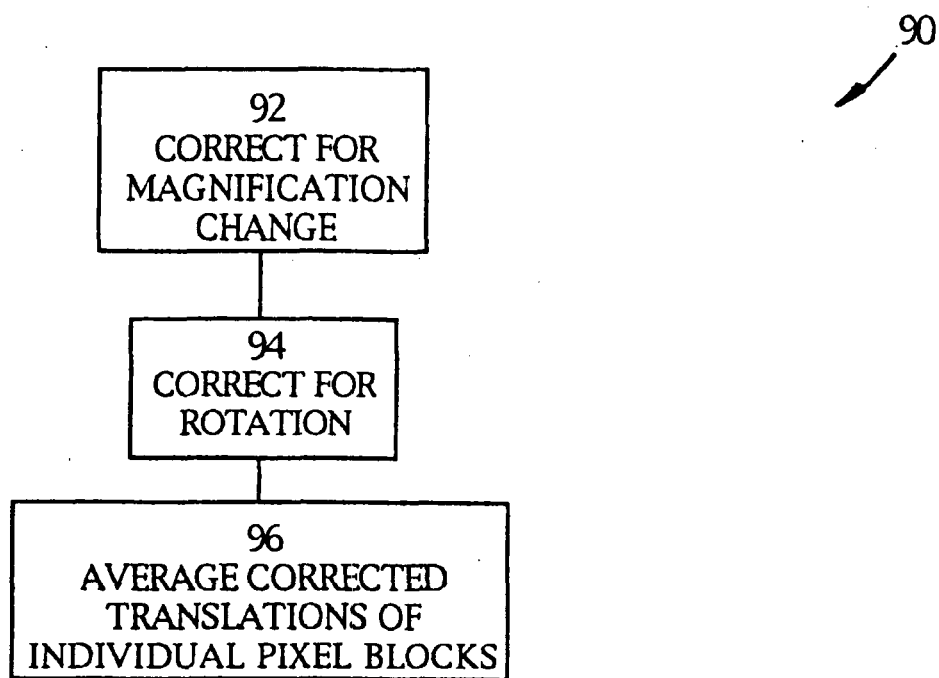 90
92
CORRECT FOR
MAGNIFICATION
CHANGE
94
CORRECT FOR
ROTATION
96
AVERAGE CORRECTED
TRANSLATIONS OF
INDIVIDUAL PIXEL BLOCKS